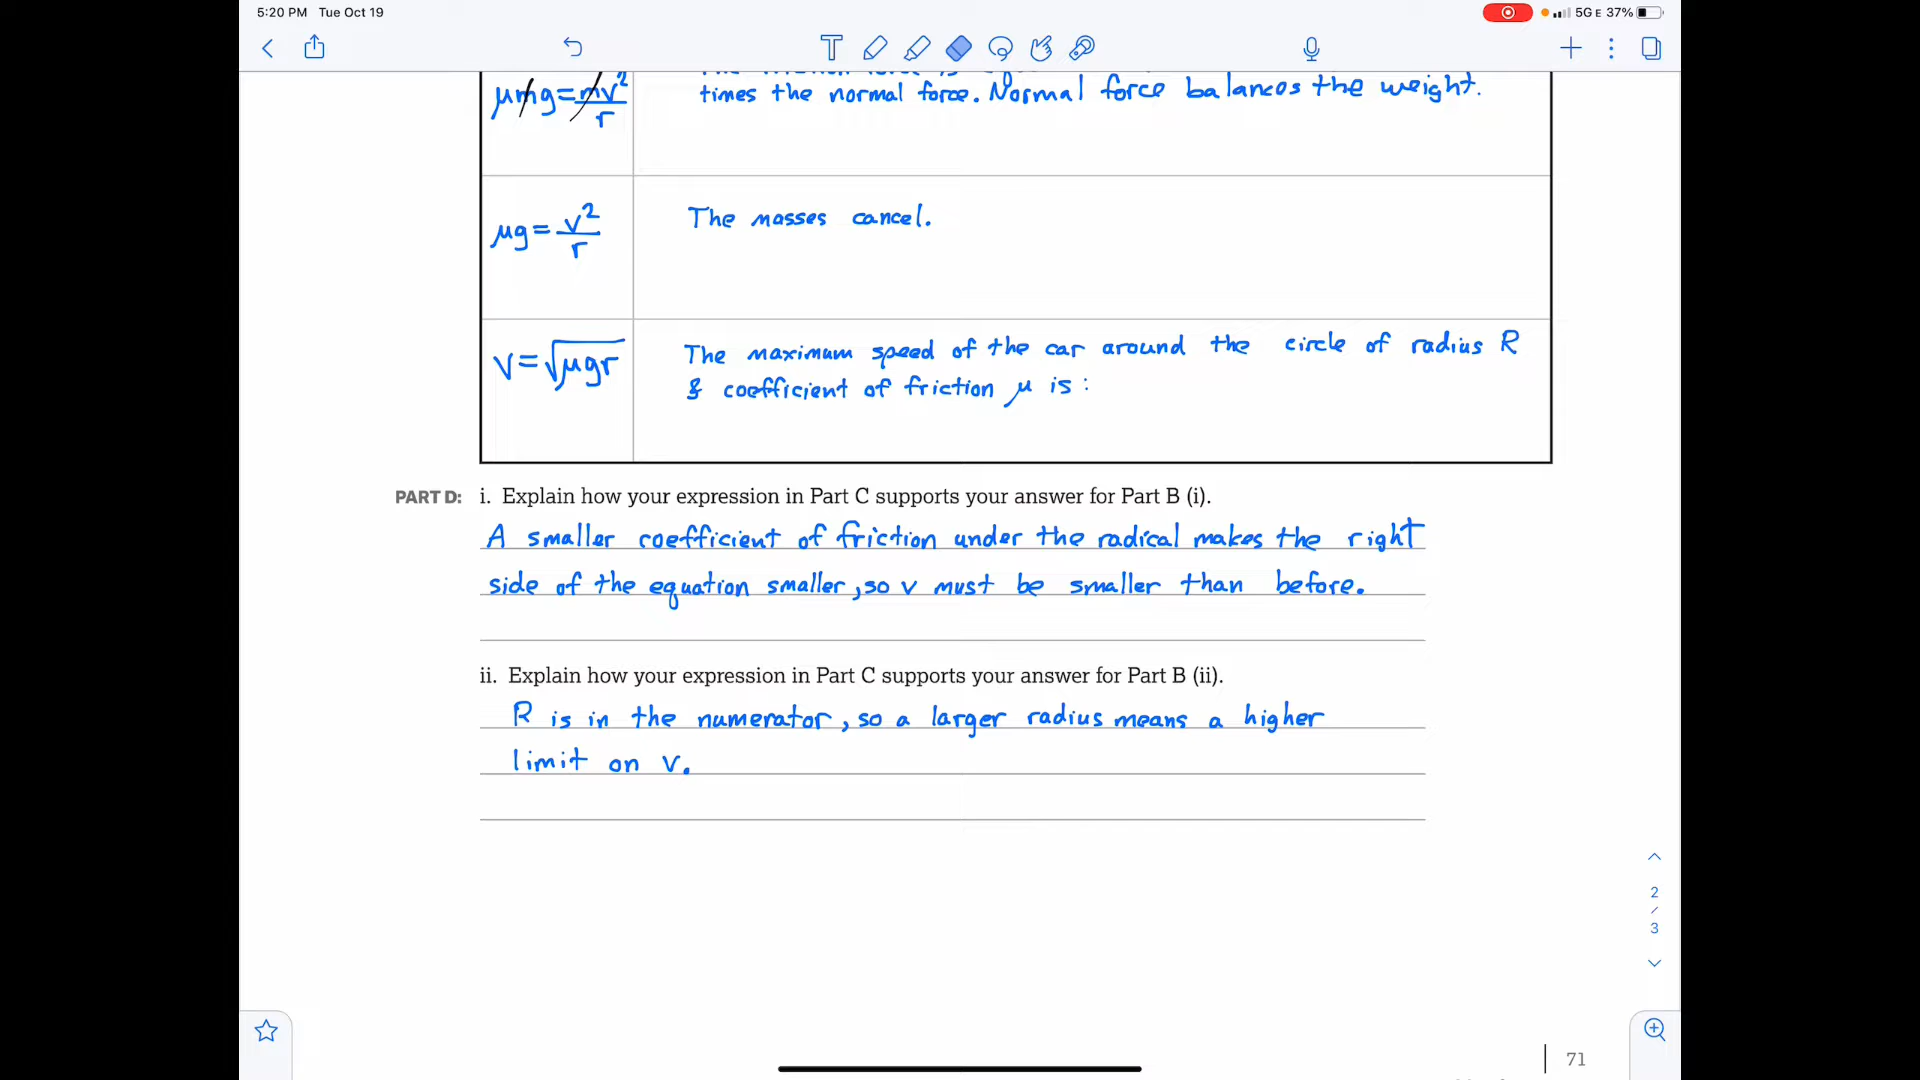 5:20 PM Tue Oct 19
5G E 37%
T
μmg = mv²/r
times the normal force. Normal force balances the weight.
μg = v²/r
The masses cancel.
v = √μgr
The maximum speed of the car around the circle of radius R
& coefficient of friction μ is :
PART D: i. Explain how your expression in Part C supports your answer for Part B (i).
A smaller coefficient of friction under the radical makes the right
side of the equation smaller, so v must be smaller than before.
ii. Explain how your expression in Part C supports your answer for Part B (ii).
R is in the numerator, so a larger radius means a higher
limit on v.
2
/
3
71